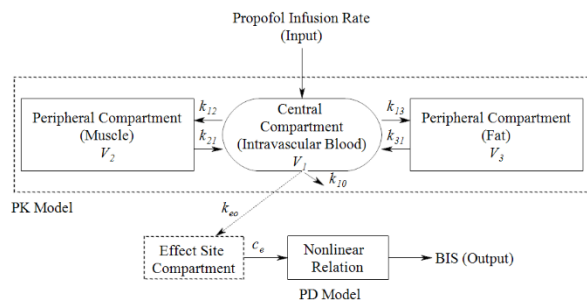 Propofol Infusion Rate
(Input)
k12
k13
Peripheral Compartment
(Muscle)
V2
k21
Central
Compartment
(Intravascular Blood)
V1
k31
Peripheral Compartment
(Fat)
V3
k10
PK Model
keo
Effect Site
Compartment
ce
Nonlinear
Relation
BIS (Output)
PD Model